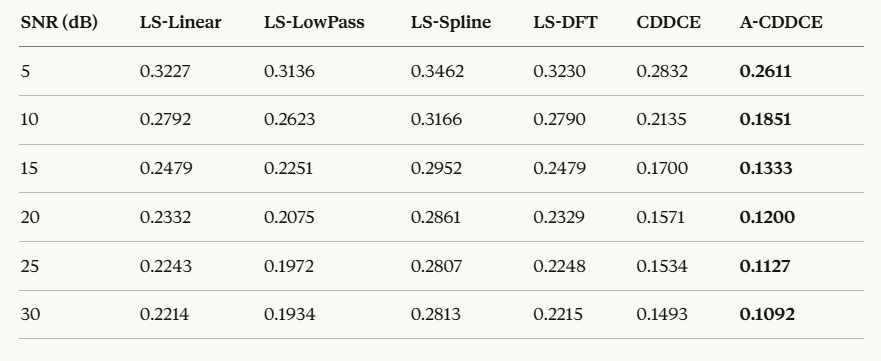 SNR (dB) LS-Linear LS-LowPass LS-Spline LS-DFT CDDCE A-CDDCE
5 0.3227 0.3136 0.3462 0.3230 0.2832 0.2611
10 0.2792 0.2623 0.3166 0.2790 0.2135 0.1851
15 0.2479 0.2251 0.2952 0.2479 0.1700 0.1333
20 0.2332 0.2075 0.2861 0.2329 0.1571 0.1200
25 0.2243 0.1972 0.2807 0.2248 0.1534 0.1127
30 0.2214 0.1934 0.2813 0.2215 0.1493 0.1092